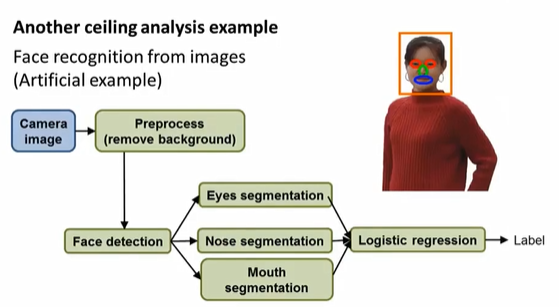 Another ceiling analysis example
Face recognition from images
(Artificial example)
Camera
image
Preprocess
(remove background)
Eyes segmentation
Face detection
Nose segmentation
Logistic regression
Label
Mouth
segmentation